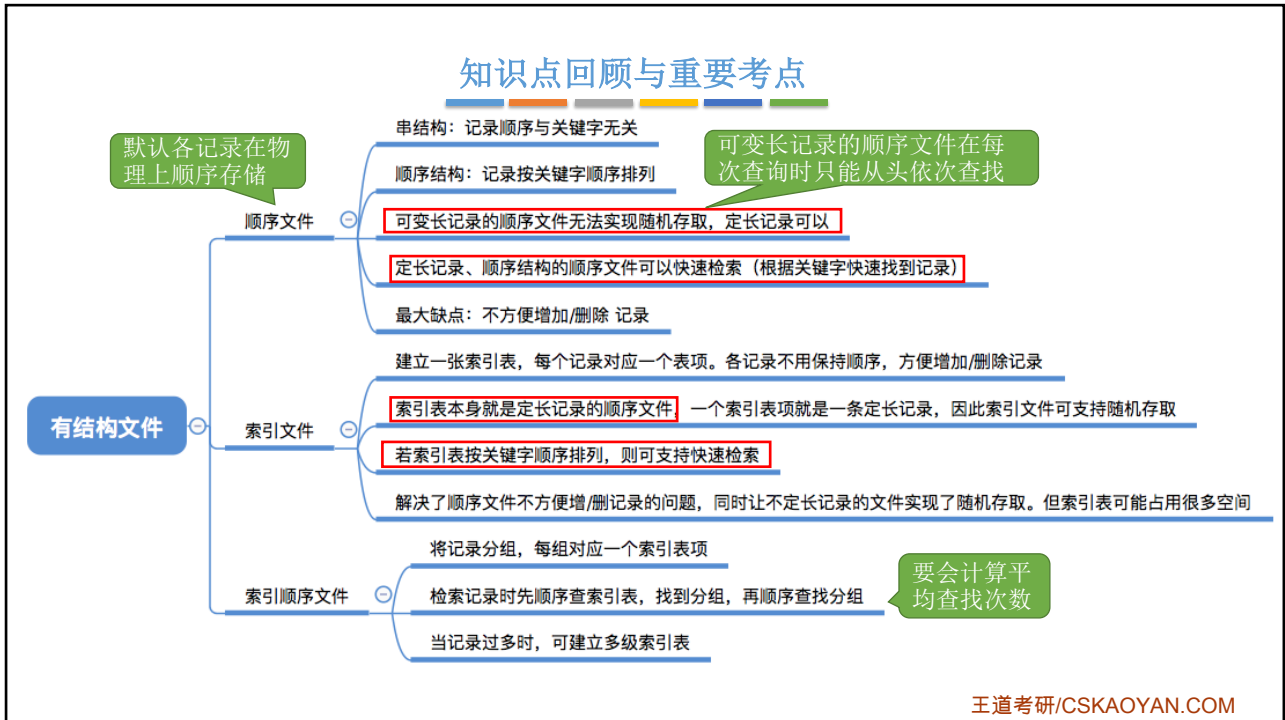 知识点回顾与重要考点
默认各记录在物
理上顺序存储
可变长记录的顺序文件在每
次查询时只能从头依次查找
有结构文件
顺序文件
串结构：记录顺序与关键字无关
顺序结构：记录按关键字顺序排列
可变长记录的顺序文件无法实现随机存取，定长记录可以
定长记录、顺序结构的顺序文件可以快速检索（根据关键字快速找到记录）
最大缺点：不方便增加/删除 记录
索引文件
建立一张索引表，每个记录对应一个表项。各记录不用保持顺序，方便增加/删除记录
索引表本身就是定长记录的顺序文件，一个索引表项就是一条定长记录，因此索引文件可支持随机存取
若索引表按关键字顺序排列，则可支持快速检索
解决了顺序文件不方便增/删记录的问题，同时让不定长记录的文件实现了随机存取。但索引表可能占用很多空间
索引顺序文件
将记录分组，每组对应一个索引表项
检索记录时先顺序查索引表，找到分组，再顺序查找分组
当记录过多时，可建立多级索引表
要会计算平
均查找次数
王道考研/CSKAOYAN.COM